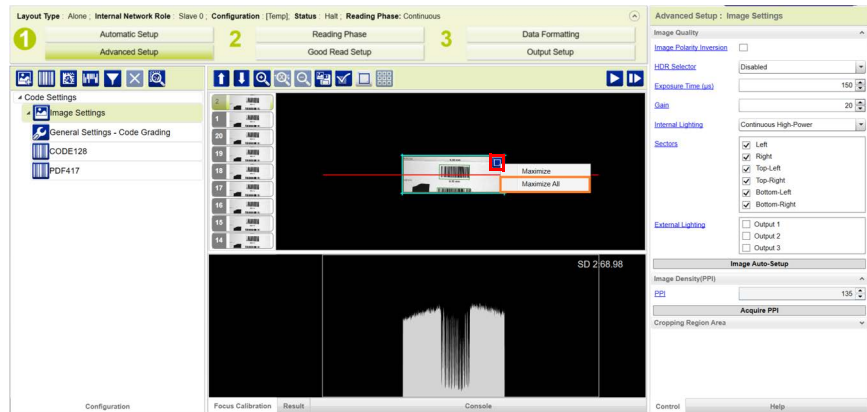 Layout Type : Alone ; Internal Network Role : Slave 0 ; Configuration : [Temp]; Status : Halt ; Reading Phase: Continuous
1
Automatic Setup
Advanced Setup
2
Reading Phase
Good Read Setup
3
Data Formatting
Output Setup
Code Settings
Image Settings
General Settings - Code Grading
CODE128
PDF417
Configuration
2
1
20
19
18
17
16
15
14
Maximize
Maximize All
SD 2:68.98
Focus Calibration
Result
Console
Advanced Setup : Image Settings
Image Quality
Image Polarity Inversion
HDR Selector
Disabled
Exposure Time (µs)
150
Gain
20
Internal Lighting
Continuous High-Power
Sectors
Left
Right
Top-Left
Top-Right
Bottom-Left
Bottom-Right
External Lighting
Output 1
Output 2
Output 3
Image Auto-Setup
Image Density(PPI)
PPI
135
Acquire PPI
Cropping Region Area
Control
Help